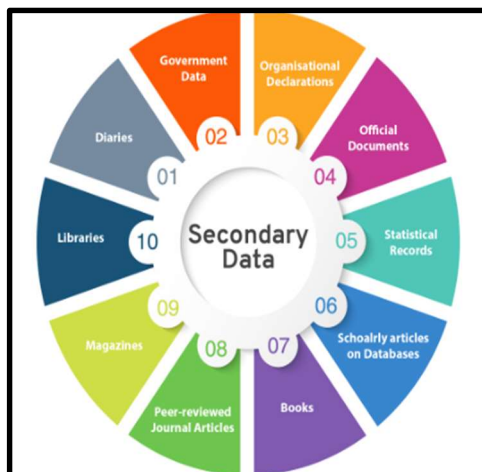 Government
Data
02
Organisational
Declarations
03
Official
Documents
04
Statistical
Records
05
Schoalrly articles
on Databases
06
Books
07
Peer-reviewed
Journal Articles
08
Magazines
09
Libraries
10
Diaries
01
Secondary
Data